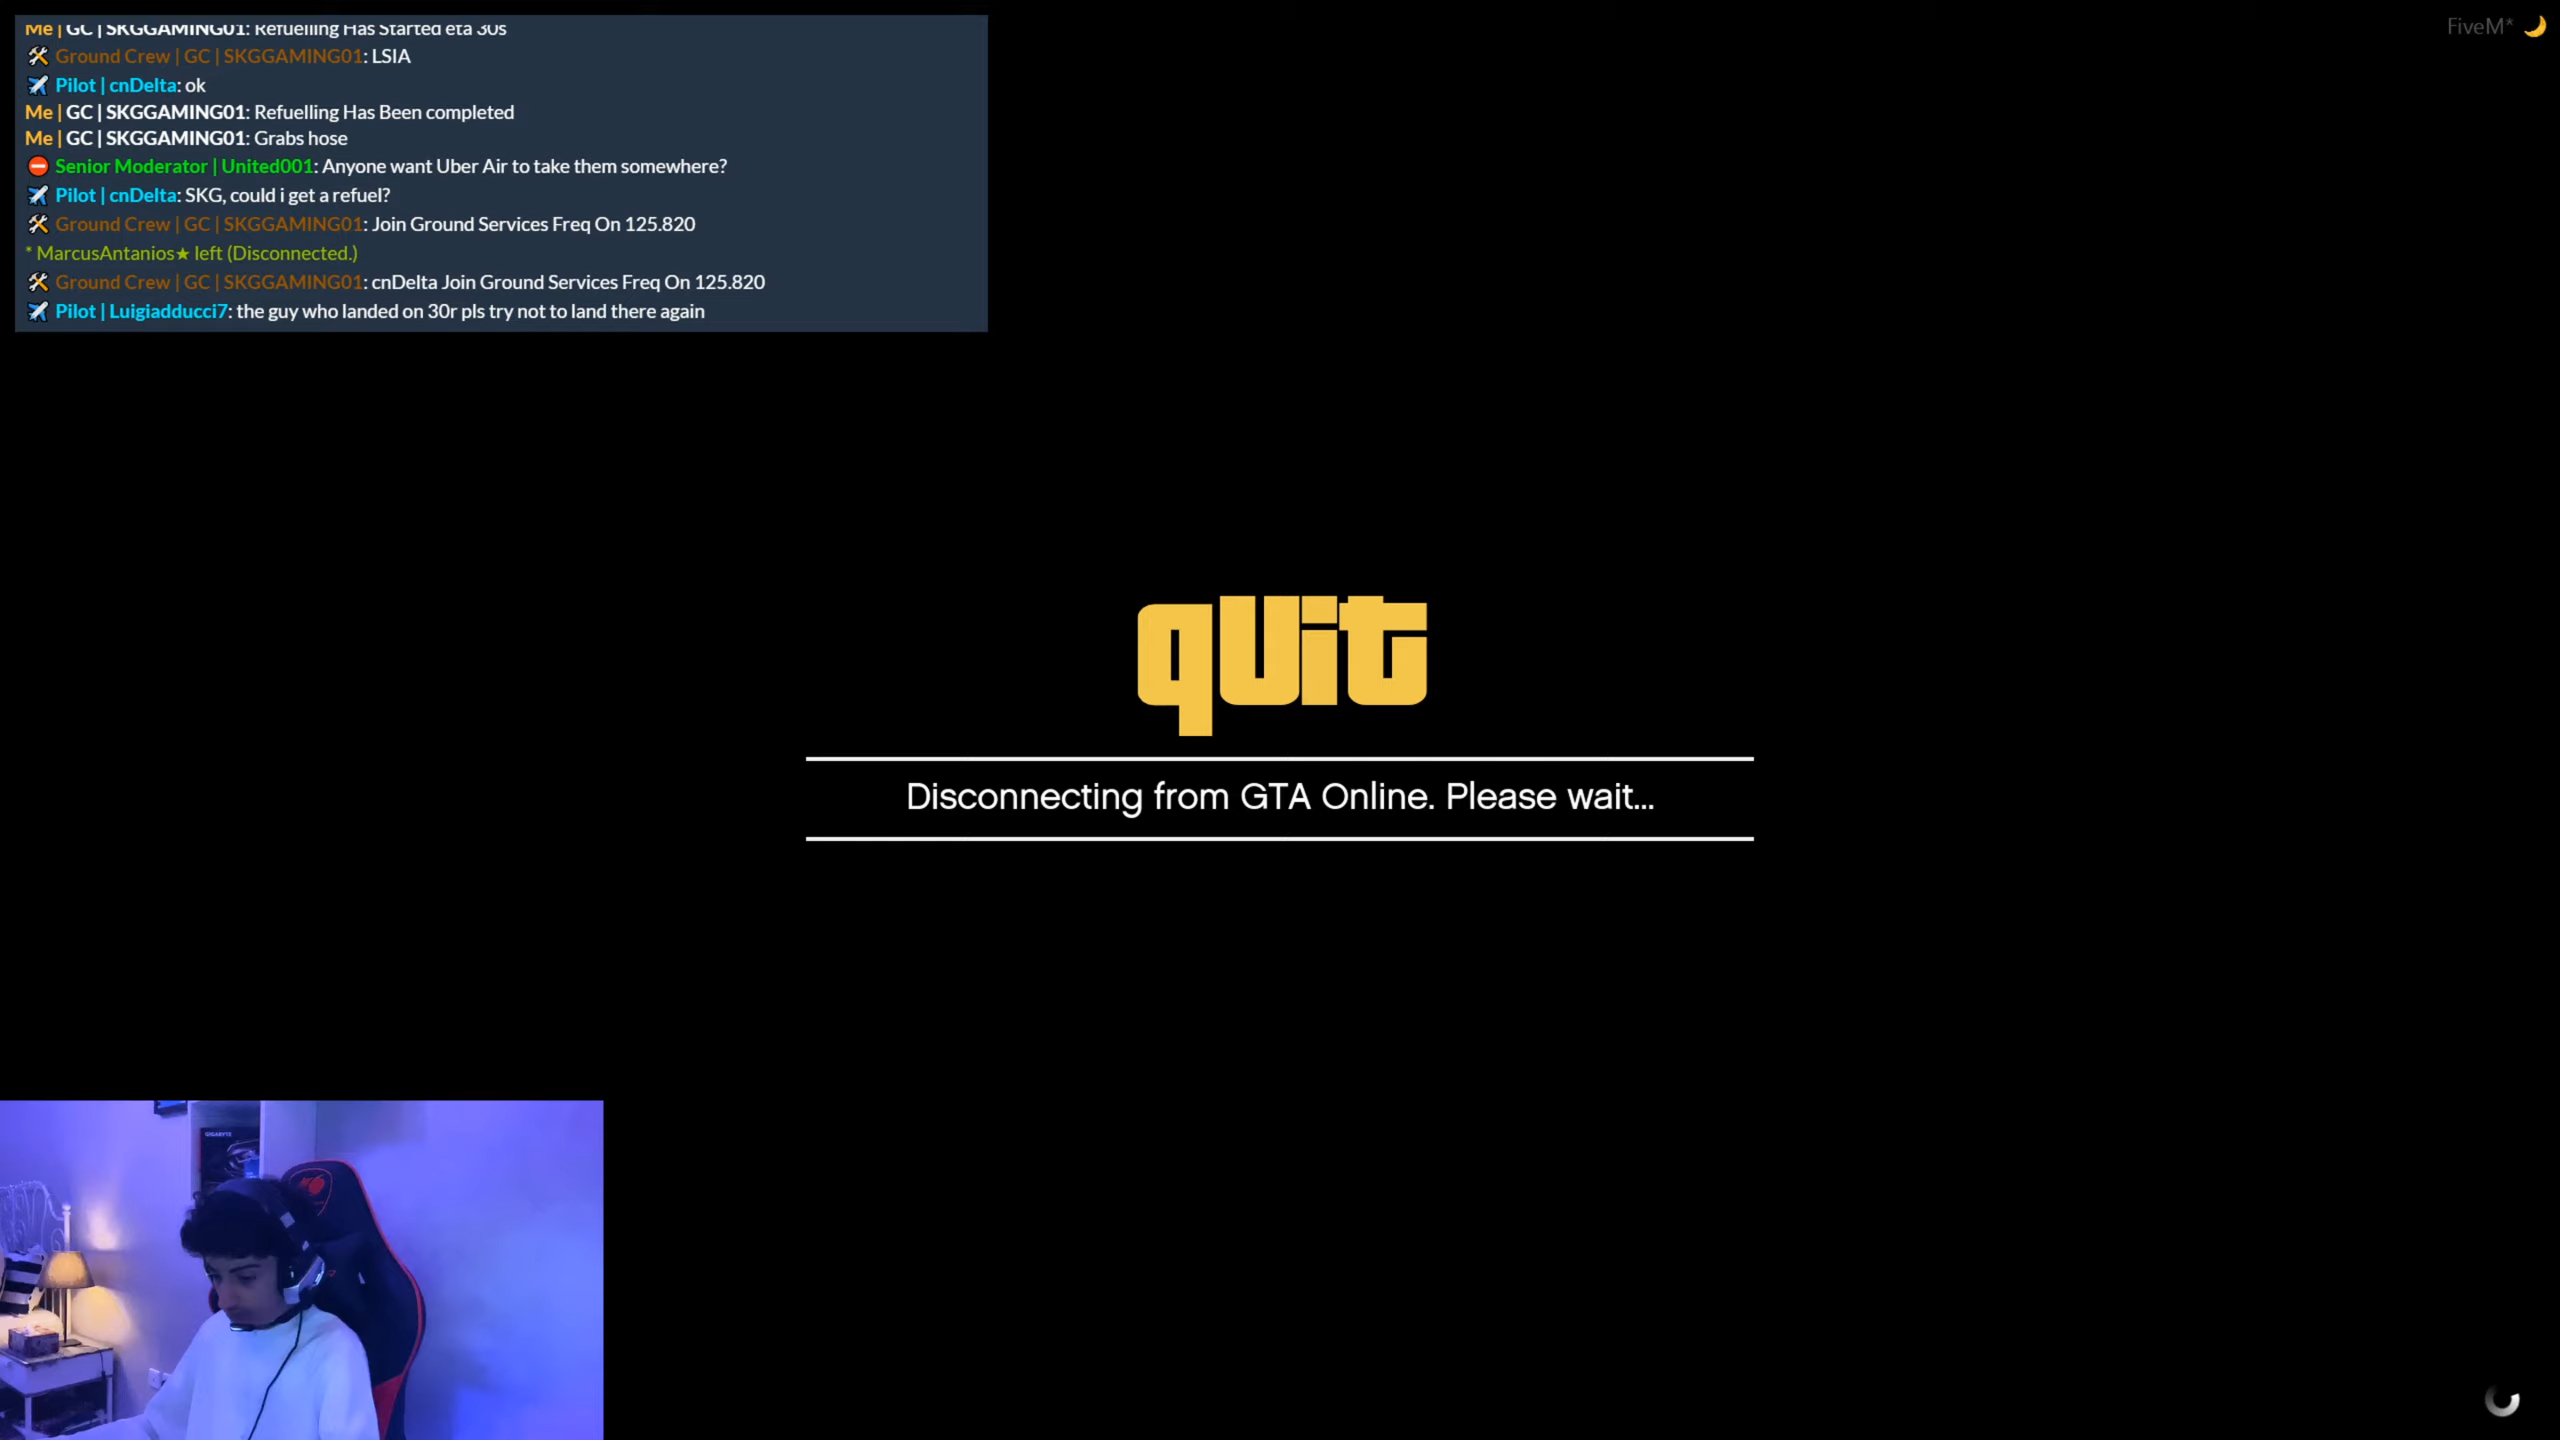 Me | GC | SKGGAMING01: Refuelling Has Started eta 30s
Ground Crew | GC | SKGGAMING01: LSIA
Pilot | cnDelta: ok
Me | GC | SKGGAMING01: Refuelling Has Been completed
Me | GC | SKGGAMING01: Grabs hose
Senior Moderator | United001: Anyone want Uber Air to take them somewhere?
Pilot | cnDelta: SKG, could i get a refuel?
Ground Crew | GC | SKGGAMING01: Join Ground Services Freq On 125.820
* MarcusAntanios★ left (Disconnected.)
Ground Crew | GC | SKGGAMING01: cnDelta Join Ground Services Freq On 125.820
Pilot | Luigiadducci7: the guy who landed on 30r pls try not to land there again
FiveM*
quit
Disconnecting from GTA Online. Please wait...
GIGABYTE